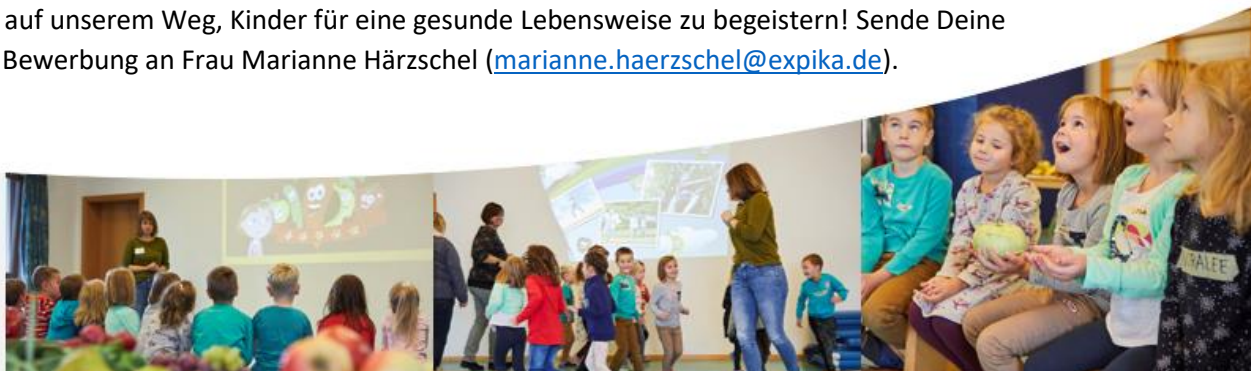 auf unserem Weg, Kinder für eine gesunde Lebensweise zu begeistern! Sende Deine
Bewerbung an Frau Marianne Härzschel (marianne.haerzschel@expika.de).